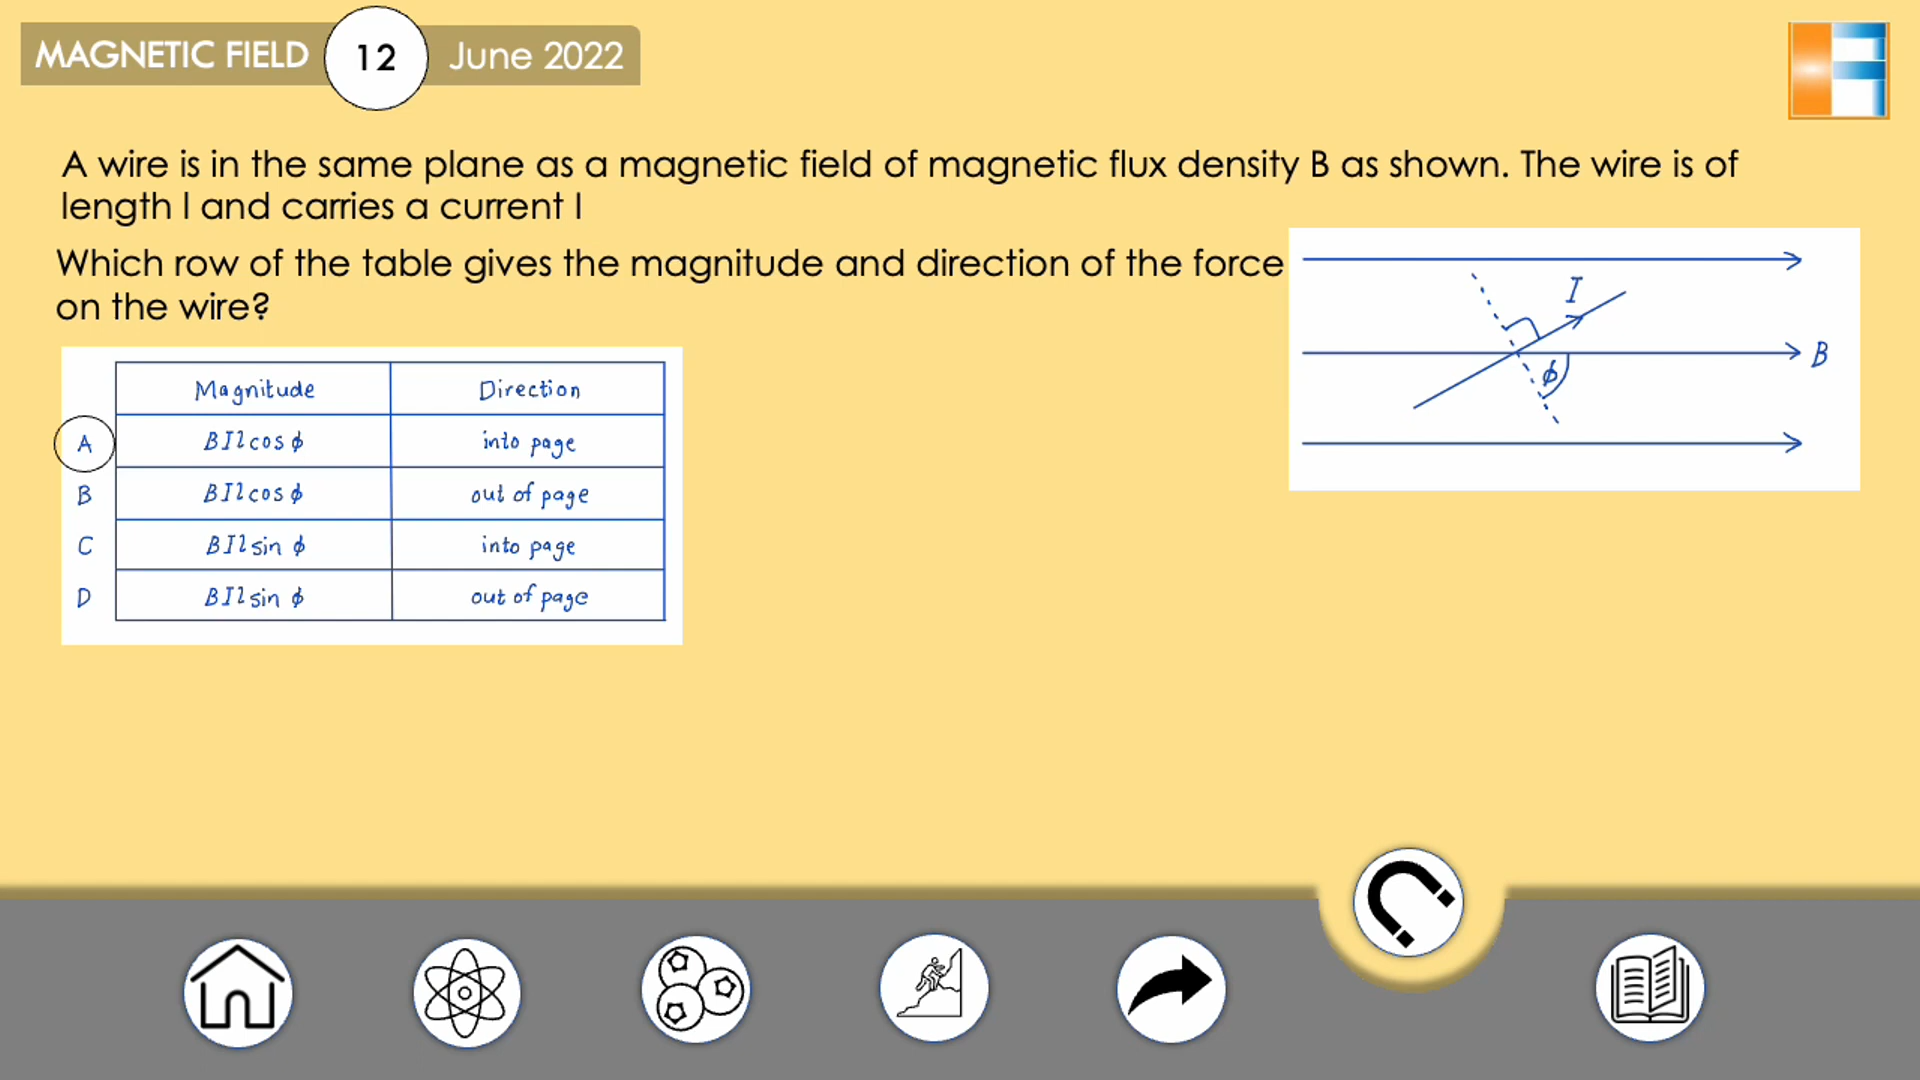 MAGNETIC FIELD 12 June 2022
A wire is in the same plane as a magnetic field of magnetic flux density B as shown. The wire is of
length l and carries a current I
Which row of the table gives the magnitude and direction of the force
on the wire?
I
B
ϕ
Magnitude Direction
A BIl cos ϕ into page
B BIl cos ϕ out of page
C BIl sin ϕ into page
D BIl sin ϕ out of page